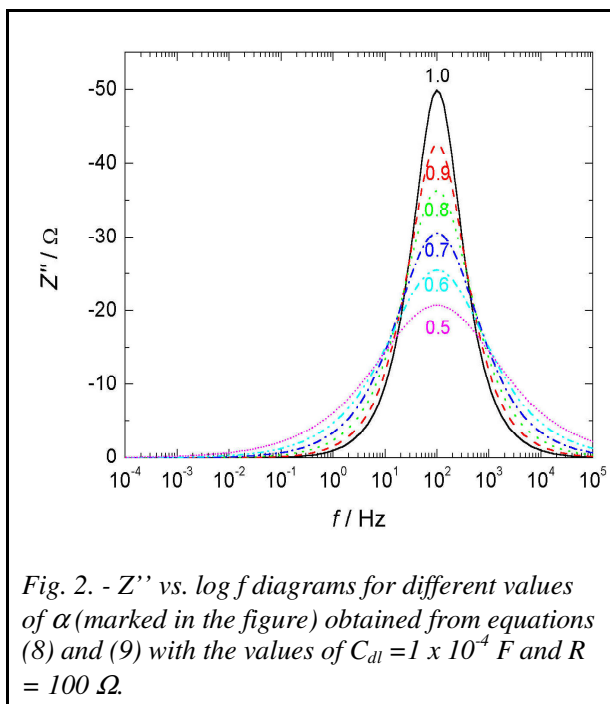 -50
-40
-30
-20
-10
0
Z'' / Ω
1.0
0.9
0.8
0.7
0.6
0.5
10⁻⁴ 10⁻³ 10⁻² 10⁻¹ 10⁰ 10¹ 10² 10³ 10⁴ 10⁵
f / Hz
Fig. 2. - Z’’ vs. log f diagrams for different values
of α (marked in the figure) obtained from equations
(8) and (9) with the values of C_dl =1 x 10⁻⁴ F and R
= 100 Ω.